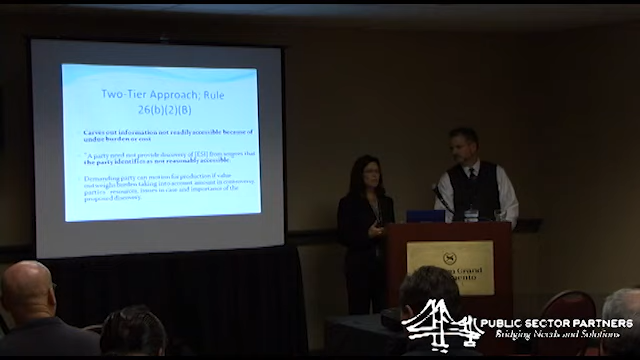 Two-Tier Approach; Rule
26(b)(2)(B)
Carves out information not readily accessible because of
undue burden or cost
"A party need not provide discovery of [ESI] from sources that
the party identifies as not reasonably accessible."
Demanding party can motion for production if value
outweighs burden taking into account amount in controversy,
parties' resources, issues in case and importance of the
proposed discovery.
Grand
PUBLIC SECTOR PARTNERS
Bridging Needs and Solutions